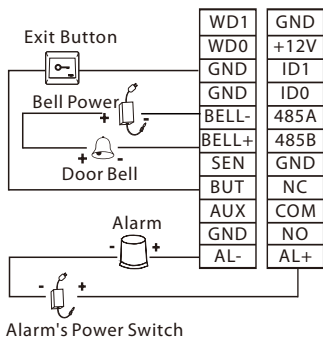 WD1 GND
Exit Button
WD0 +12V
GND ID1
GND ID0
Bell Power
+ -
BELL- 485A
BELL+ 485B
+ -
Door Bell
SEN GND
BUT NC
AUX COM
Alarm
GND NO
- +
AL- AL+
- +
Alarm's Power Switch